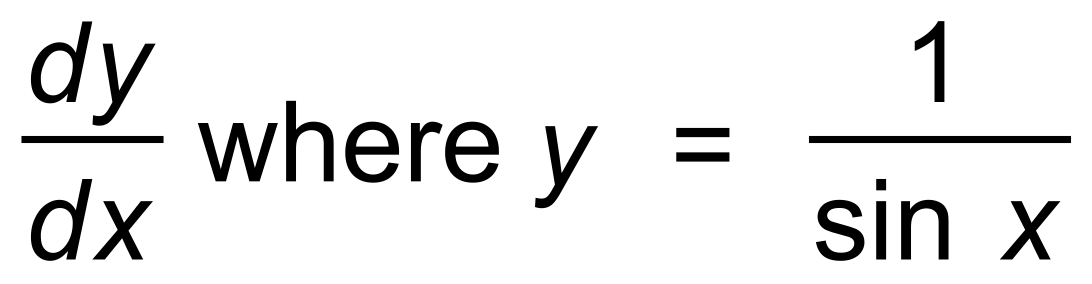 dy/dx where y = 1/sin x